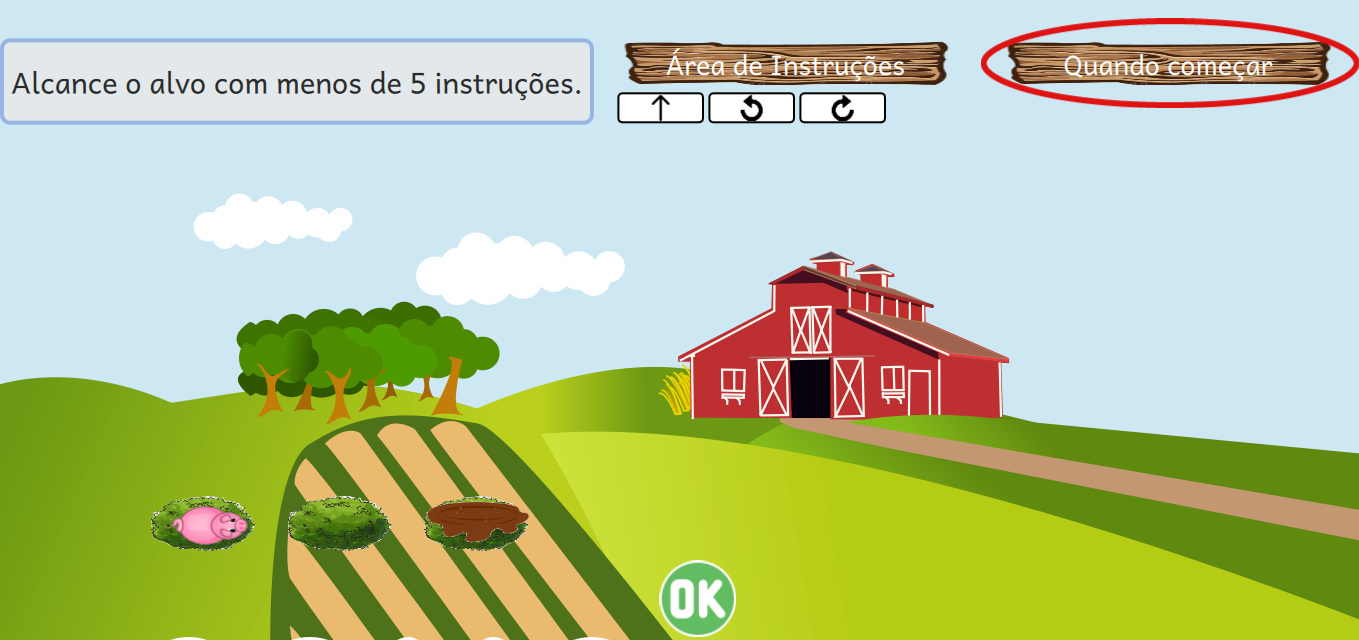 Alcance o alvo com menos de 5 instruções.
Área de Instruções
Quando começar
OK